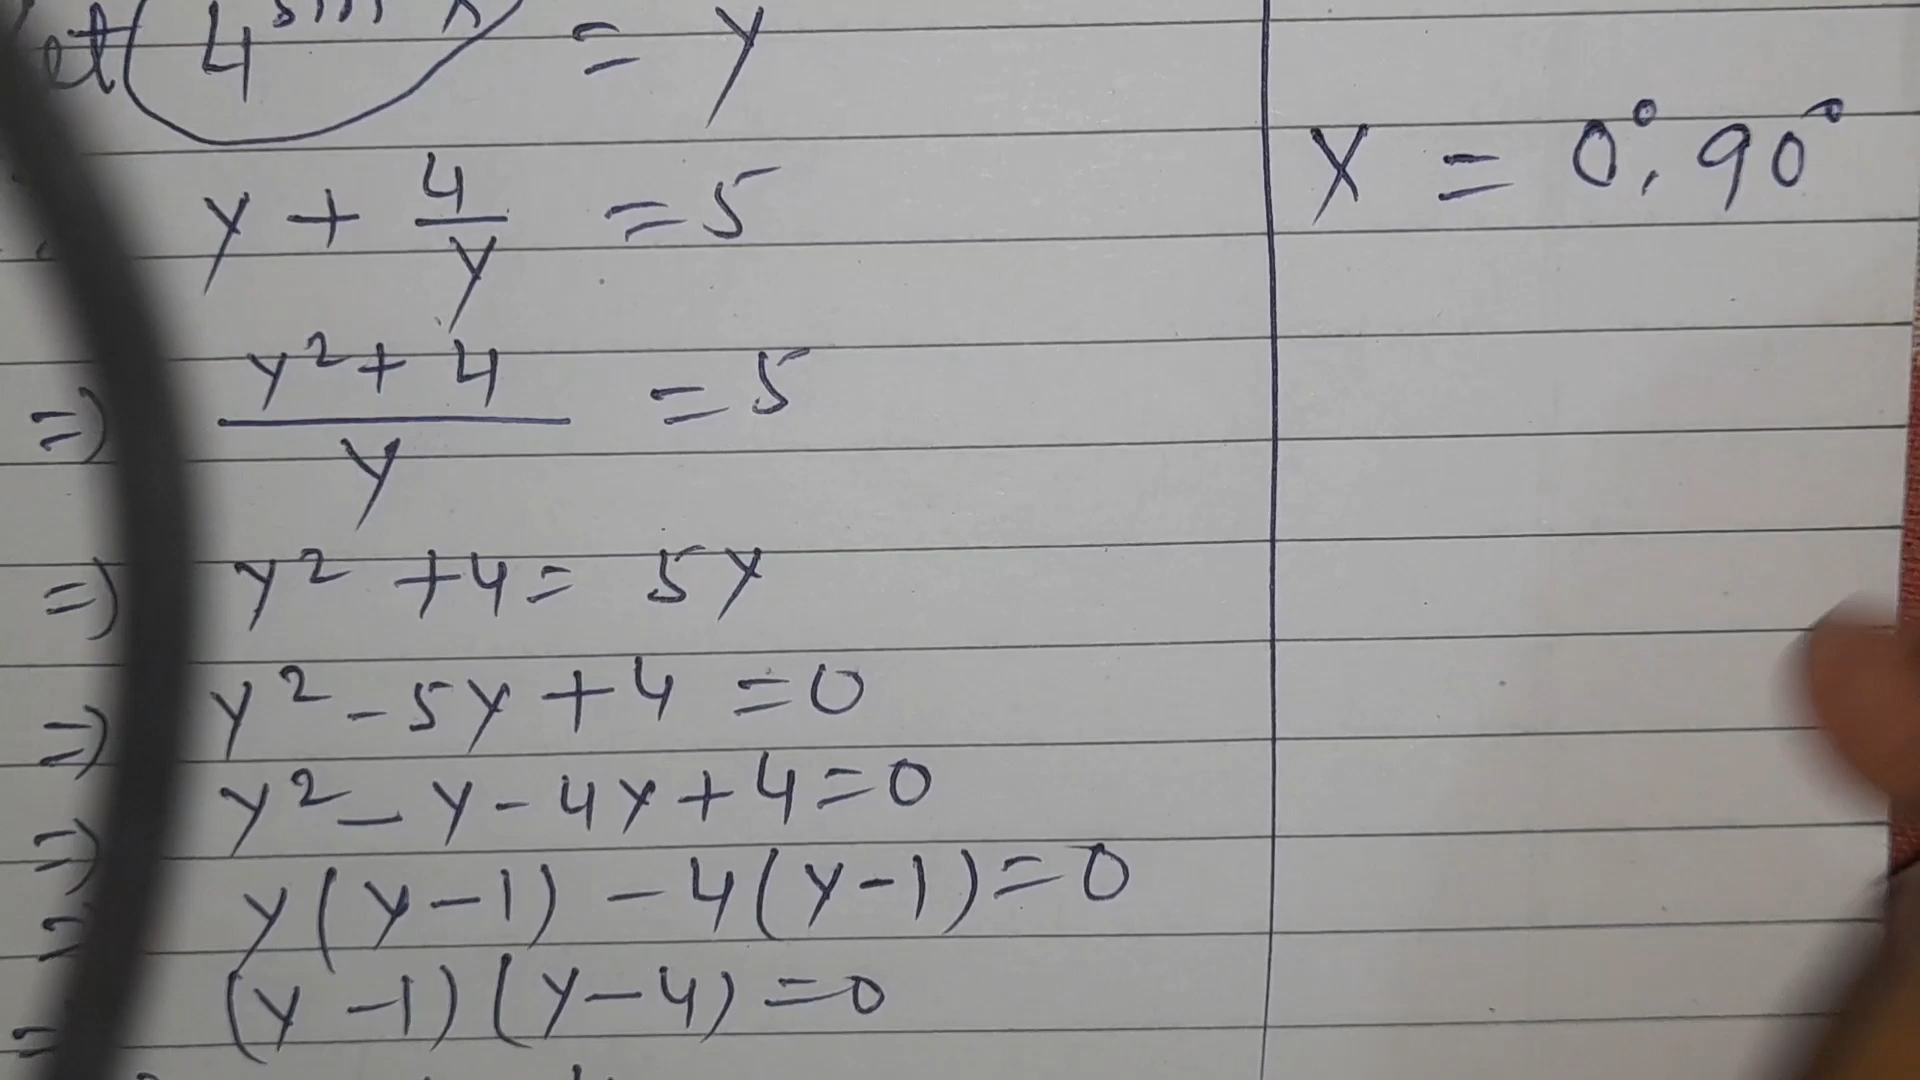 4 = y
y + 4/y = 5
=) y² + 4 / y = 5
=) y² + 4 = 5y
=) y² - 5y + 4 = 0
=) y² - y - 4y + 4 = 0
=) y(y-1) - 4(y-1) = 0
= (y-1)(y-4) = 0
x = 0°, 90°